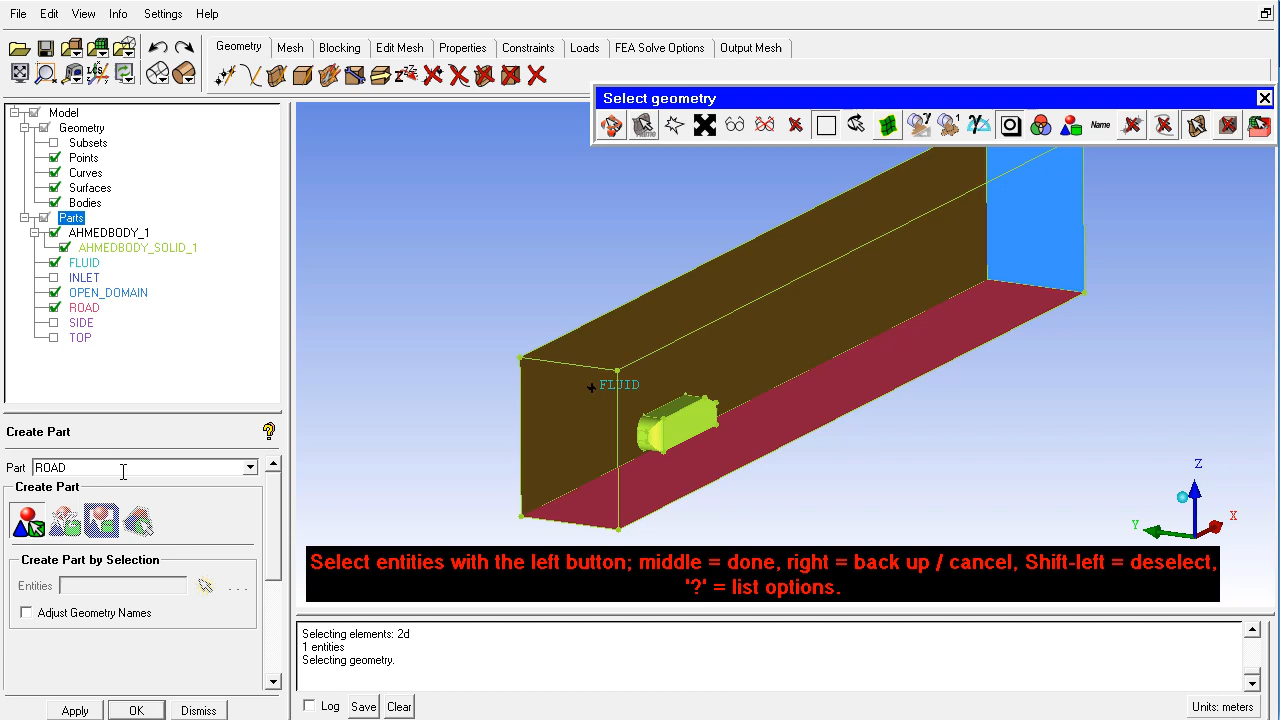 File Edit View Info Settings Help
Geometry Mesh Blocking Edit Mesh Properties Constraints Loads FEA Solve Options Output Mesh
Select geometry
Name
Model
Geometry
Subsets
Points
Curves
Surfaces
Bodies
Parts
AHMEDBODY_1
AHMEDBODY_SOLID_1
FLUID
INLET
OPEN_DOMAIN
ROAD
SIDE
TOP
FLUID
Z
Y
X
Create Part
Part ROAD
Create Part
Create Part by Selection
Entities . . .
Adjust Geometry Names
Apply OK Dismiss
Select entities with the left button; middle = done, right = back up / cancel, Shift-left = deselect,
'?' = list options.
Selecting elements: 2d
1 entities
Selecting geometry.
Log Save Clear
Units: meters